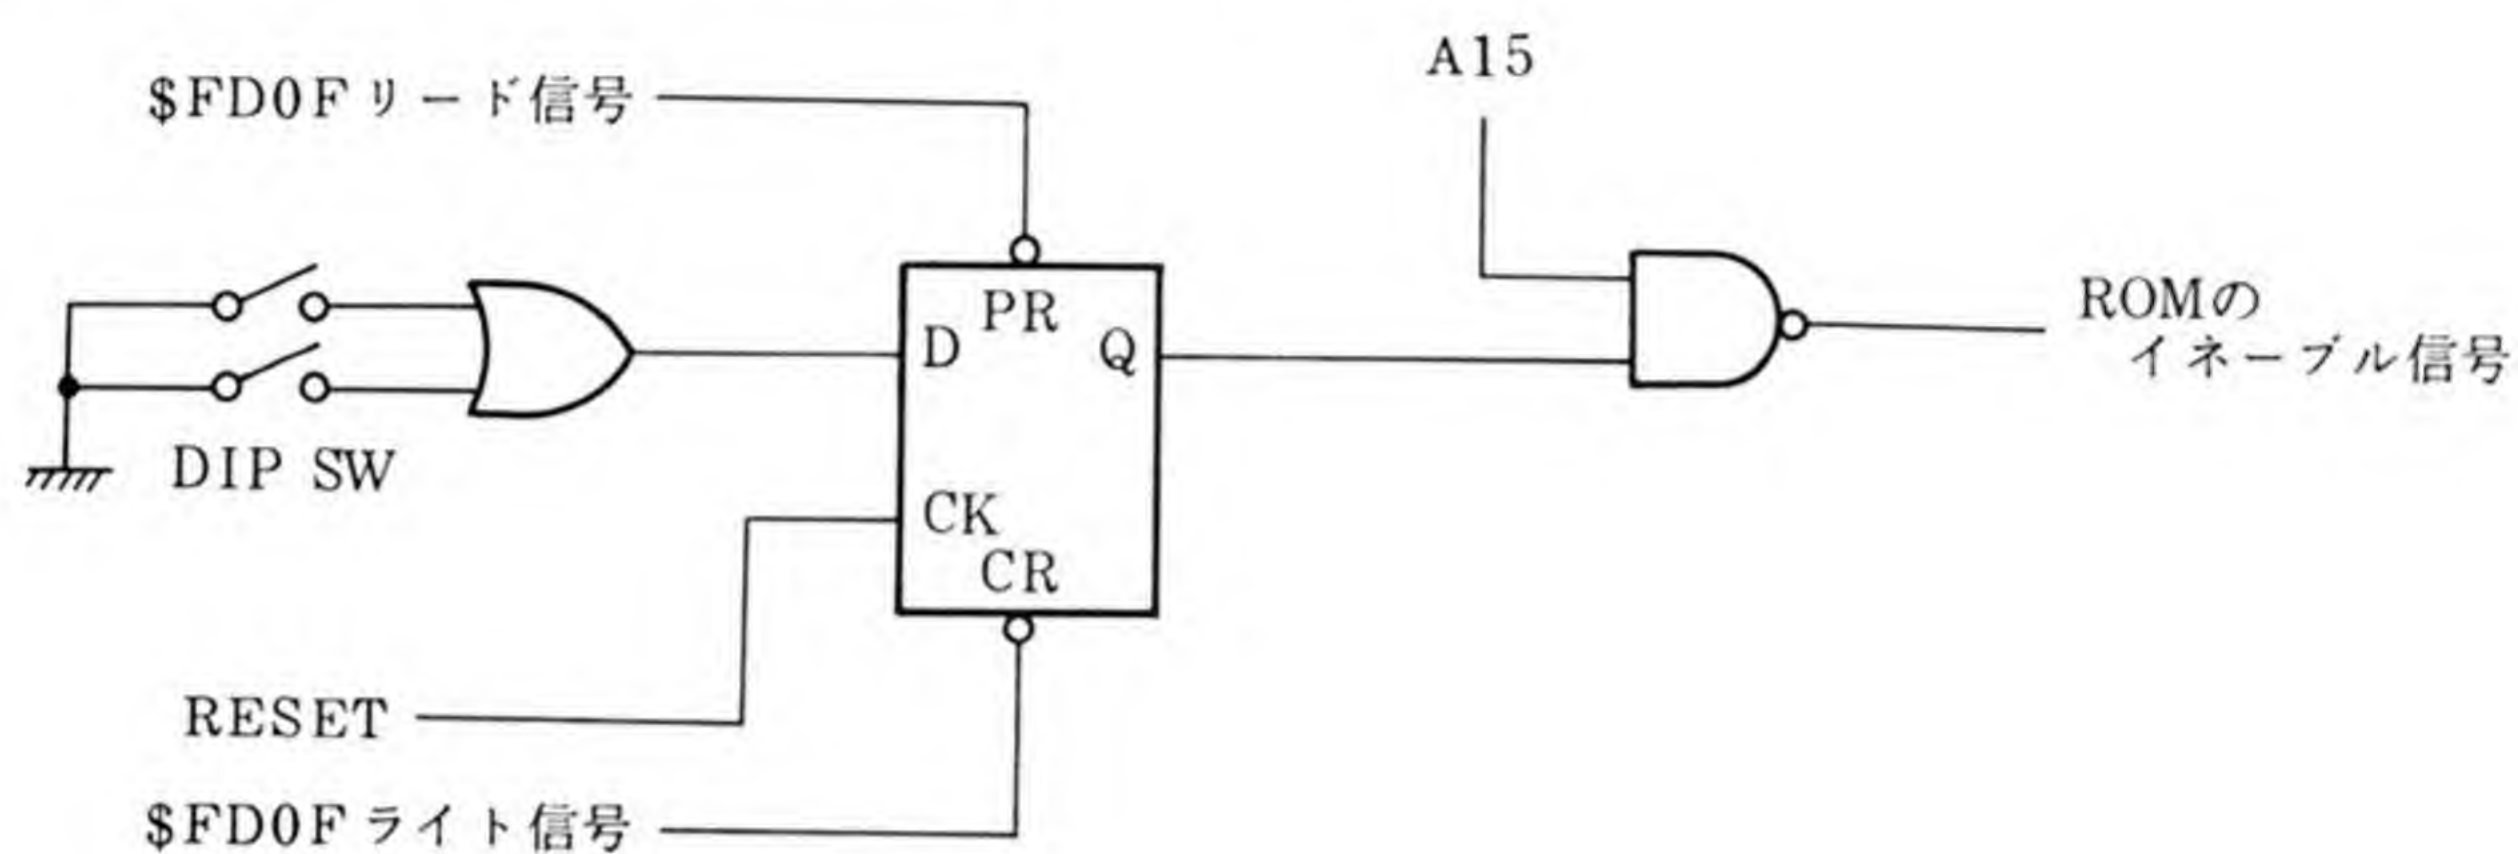 A15
$FD0Fリード信号
ROMの
イネーブル信号
PR
D
Q
DIP SW
CK
CR
RESET
$FD0Fライト信号